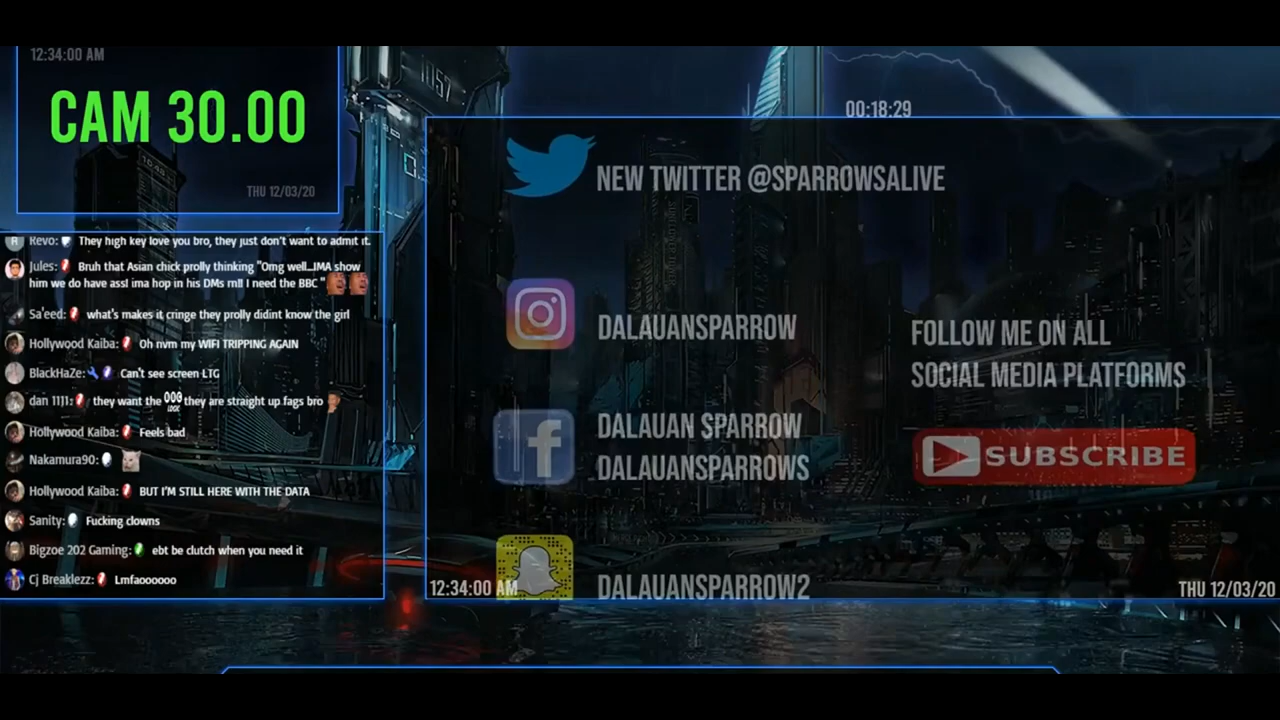 12:34:00 AM
CAM 30.00
THU 12/03/20
Revo: They high key love you bro, they just don't want to admit it.
Jules: Bruh that Asian chick prolly thinking "Omg well...IMA show
him we do have ass! ima hop in his DMs rn!! I need the BBC "
Sa'eed: what's makes it cringe they prolly didint know the girl
Hollywood Kaiba: Oh nvm my WIFI TRIPPING AGAIN
BlackHaZe: Can't see screen LTG
dan 1111: they want the they are straight up fags bro
Hollywood Kaiba: Feels bad
Nakamura90:
Hollywood Kaiba: BUT I'M STILL HERE WITH THE DATA
Sanity: Fucking clowns
Bigzoe 202 Gaming: ebt be clutch when you need it
Cj Breaklezz: Lmfaoooooo
00:18:29
NEW TWITTER @SPARROWSALIVE
DALAUANSPARROW
DALAUAN SPARROW
DALAUANSPARROWS
DALAUANSPARROW2
FOLLOW ME ON ALL
SOCIAL MEDIA PLATFORMS
SUBSCRIBE
12:34:00 AM
THU 12/03/20